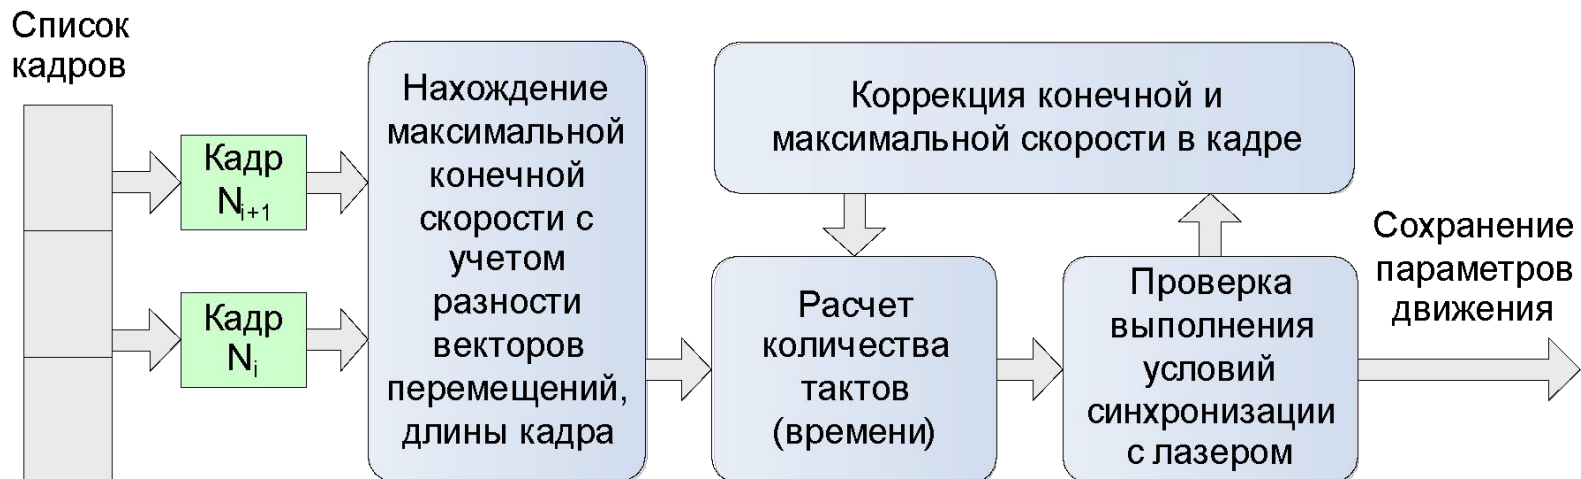 Список
кадров
Кадр
Ni+1
Кадр
Ni
Нахождение
максимальной
конечной
скорости с
учетом
разности
векторов
перемещений,
длины кадра
Коррекция конечной и
максимальной скорости в кадре
Расчет
количества
тактов
(времени)
Проверка
выполнения
условий
синхронизации
с лазером
Сохранение
параметров
движения